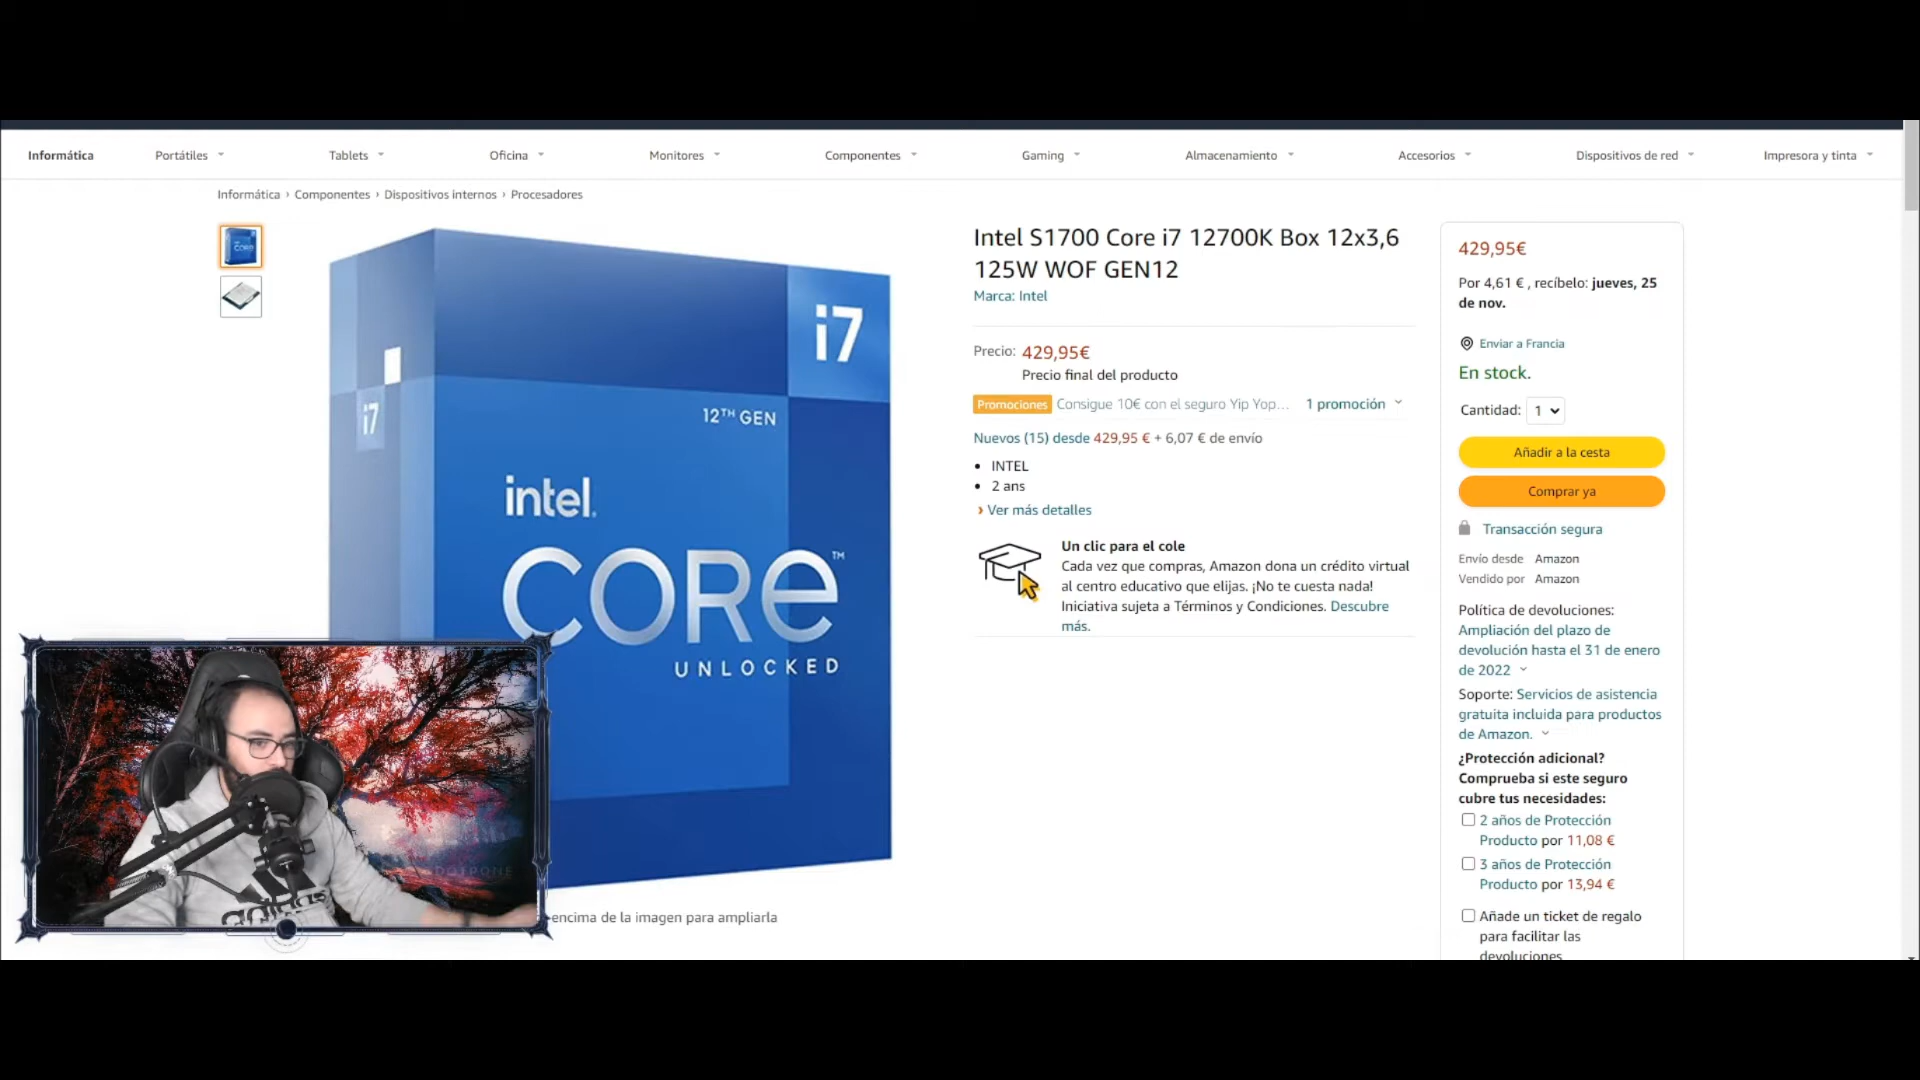 Informática
Portátiles
Tablets
Oficina
Monitores
Componentes
Gaming
Almacenamiento
Accesorios
Dispositivos de red
Impresora y tinta
Informática › Componentes › Dispositivos internos › Procesadores
i7
i7
12TH GEN
intel.
CORE™
UNLOCKED
encima de la imagen para ampliarla
adidas
Intel S1700 Core i7 12700K Box 12x3,6
125W WOF GEN12
Marca: Intel
Precio: 429,95€
Precio final del producto
Promociones Consigue 10€ con el seguro Yip Yop… 1 promoción
Nuevos (15) desde 429,95 € + 6,07 € de envío
• INTEL
• 2 ans
› Ver más detalles
Un clic para el cole
Cada vez que compras, Amazon dona un crédito virtual
al centro educativo que elijas. ¡No te cuesta nada!
Iniciativa sujeta a Términos y Condiciones. Descubre
más.
429,95€
Por 4,61 € , recíbelo: jueves, 25
de nov.
Enviar a Francia
En stock.
Cantidad: 1
Añadir a la cesta
Comprar ya
Transacción segura
Envío desde Amazon
Vendido por Amazon
Política de devoluciones:
Ampliación del plazo de
devolución hasta el 31 de enero
de 2022
Soporte: Servicios de asistencia
gratuita incluida para productos
de Amazon.
¿Protección adicional?
Comprueba si este seguro
cubre tus necesidades:
2 años de Protección
Producto por 11,08 €
3 años de Protección
Producto por 13,94 €
Añade un ticket de regalo
para facilitar las
devoluciones